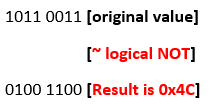 1011 0011 [original value]
[~ logical NOT]
0100 1100 [Result is 0x4C]